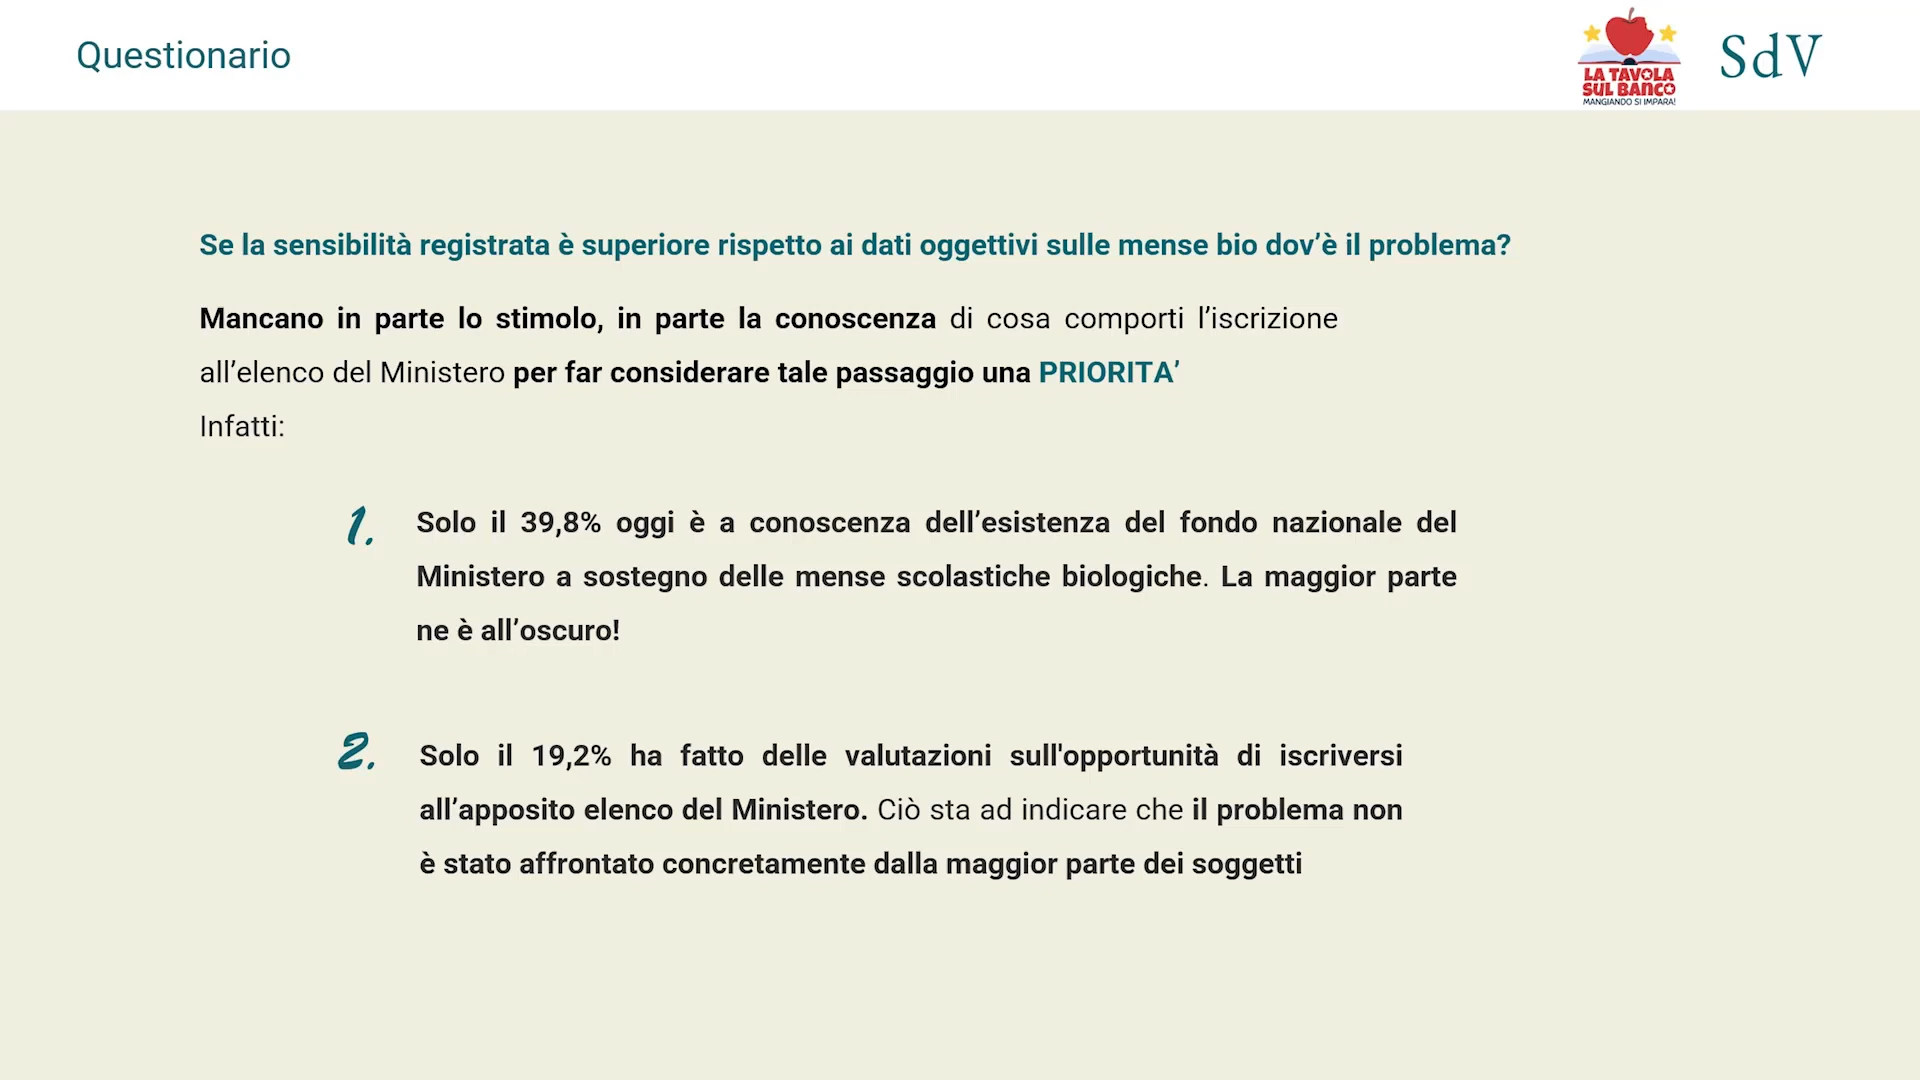 Questionario
LA TAVOLA
SUL BANCO
MANGIANDO SI IMPARA!
SdV
Se la sensibilità registrata è superiore rispetto ai dati oggettivi sulle mense bio dov’è il problema?
Mancano in parte lo stimolo, in parte la conoscenza di cosa comporti l’iscrizione
all’elenco del Ministero per far considerare tale passaggio una PRIORITA’
Infatti:
1. Solo il 39,8% oggi è a conoscenza dell’esistenza del fondo nazionale del
Ministero a sostegno delle mense scolastiche biologiche. La maggior parte
ne è all’oscuro!
2. Solo il 19,2% ha fatto delle valutazioni sull'opportunità di iscriversi
all’apposito elenco del Ministero. Ciò sta ad indicare che il problema non
è stato affrontato concretamente dalla maggior parte dei soggetti